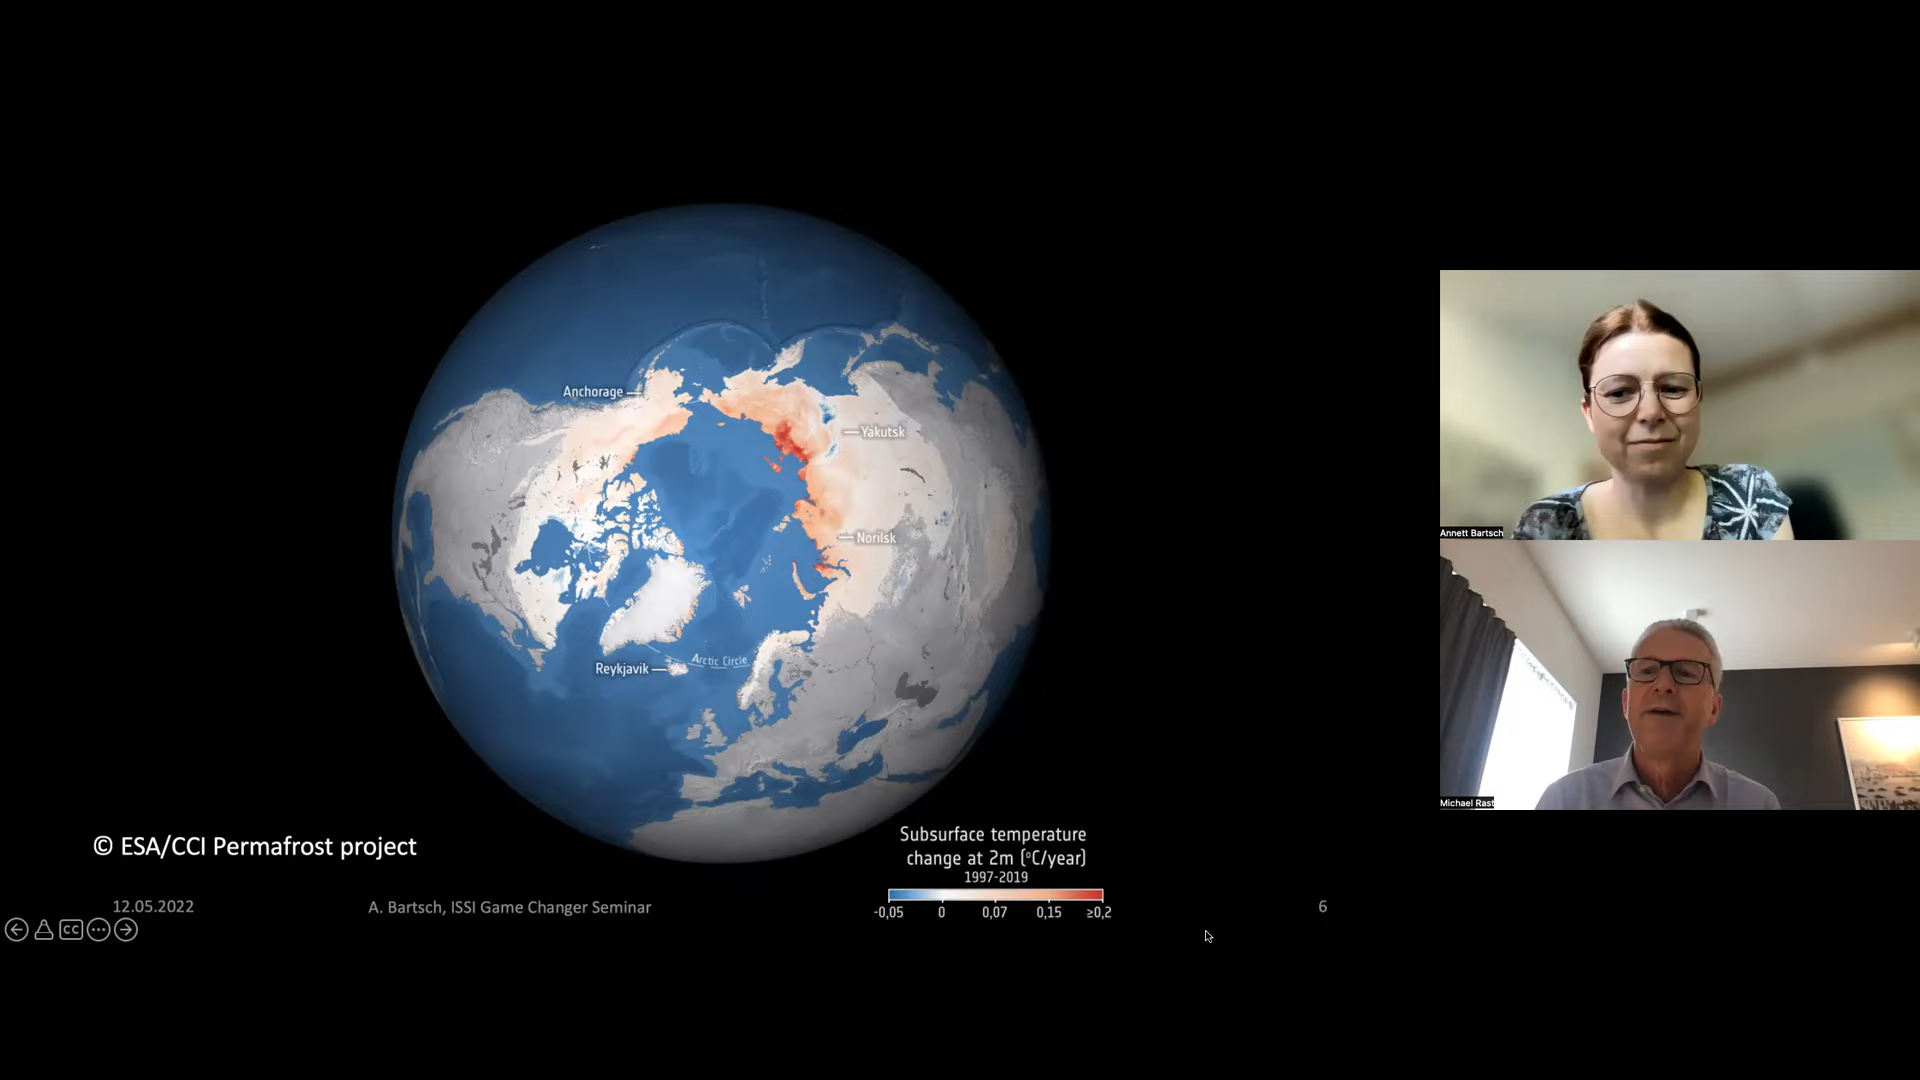 Anchorage
Yakutsk
Norilsk
Arctic Circle
Reykjavik
© ESA/CCI Permafrost project
Subsurface temperature
change at 2m (°C/year)
1997-2019
-0,05 0 0,07 0,15 ≥0,2
12.05.2022
A. Bartsch, ISSI Game Changer Seminar
6
CC
Annett Bartsch
Michael Rast